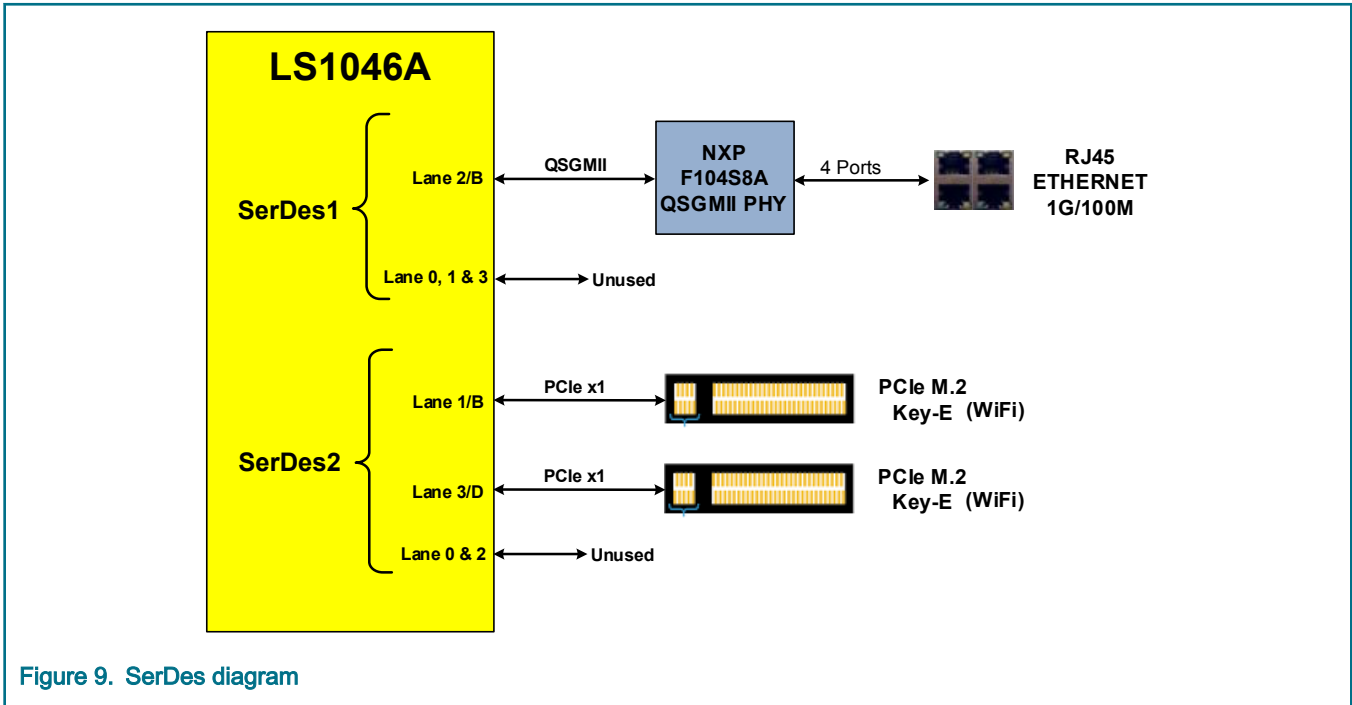 LS1046A
SerDes1
Lane 2/B
QSGMII
NXP
F104S8A
QSGMII PHY
4 Ports
RJ45
ETHERNET
1G/100M
Lane 0, 1 & 3
Unused
SerDes2
Lane 1/B
PCIe x1
PCIe M.2
Key-E (WiFi)
Lane 3/D
PCIe x1
PCIe M.2
Key-E (WiFi)
Lane 0 & 2
Unused
Figure 9. SerDes diagram